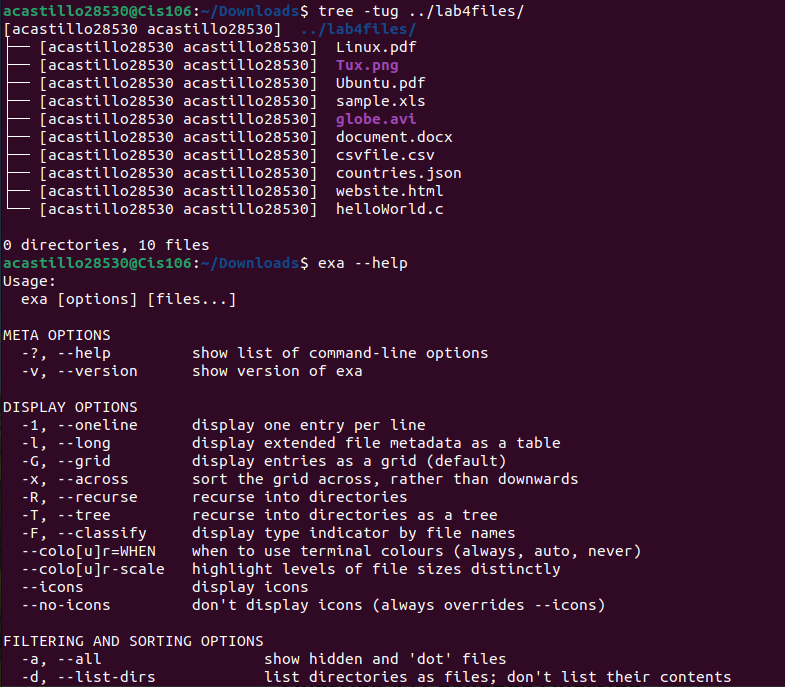 acastillo28530@Cis106:~/Downloads$ tree -tug ../lab4files/
[acastillo28530 acastillo28530]  ../lab4files/
├── [acastillo28530 acastillo28530]  Linux.pdf
├── [acastillo28530 acastillo28530]  Tux.png
├── [acastillo28530 acastillo28530]  Ubuntu.pdf
├── [acastillo28530 acastillo28530]  sample.xls
├── [acastillo28530 acastillo28530]  globe.avi
├── [acastillo28530 acastillo28530]  document.docx
├── [acastillo28530 acastillo28530]  csvfile.csv
├── [acastillo28530 acastillo28530]  countries.json
├── [acastillo28530 acastillo28530]  website.html
└── [acastillo28530 acastillo28530]  helloWorld.c

0 directories, 10 files
acastillo28530@Cis106:~/Downloads$ exa --help
Usage:
  exa [options] [files...]

META OPTIONS
  -?, --help         show list of command-line options
  -v, --version      show version of exa

DISPLAY OPTIONS
  -1, --oneline      display one entry per line
  -l, --long         display extended file metadata as a table
  -G, --grid         display entries as a grid (default)
  -x, --across       sort the grid across, rather than downwards
  -R, --recurse      recurse into directories
  -T, --tree         recurse into directories as a tree
  -F, --classify     display type indicator by file names
  --colo[u]r=WHEN    when to use terminal colours (always, auto, never)
  --colo[u]r-scale   highlight levels of file sizes distinctly
  --icons            display icons
  --no-icons         don't display icons (always overrides --icons)

FILTERING AND SORTING OPTIONS
  -a, --all                  show hidden and 'dot' files
  -d, --list-dirs            list directories as files; don't list their contents